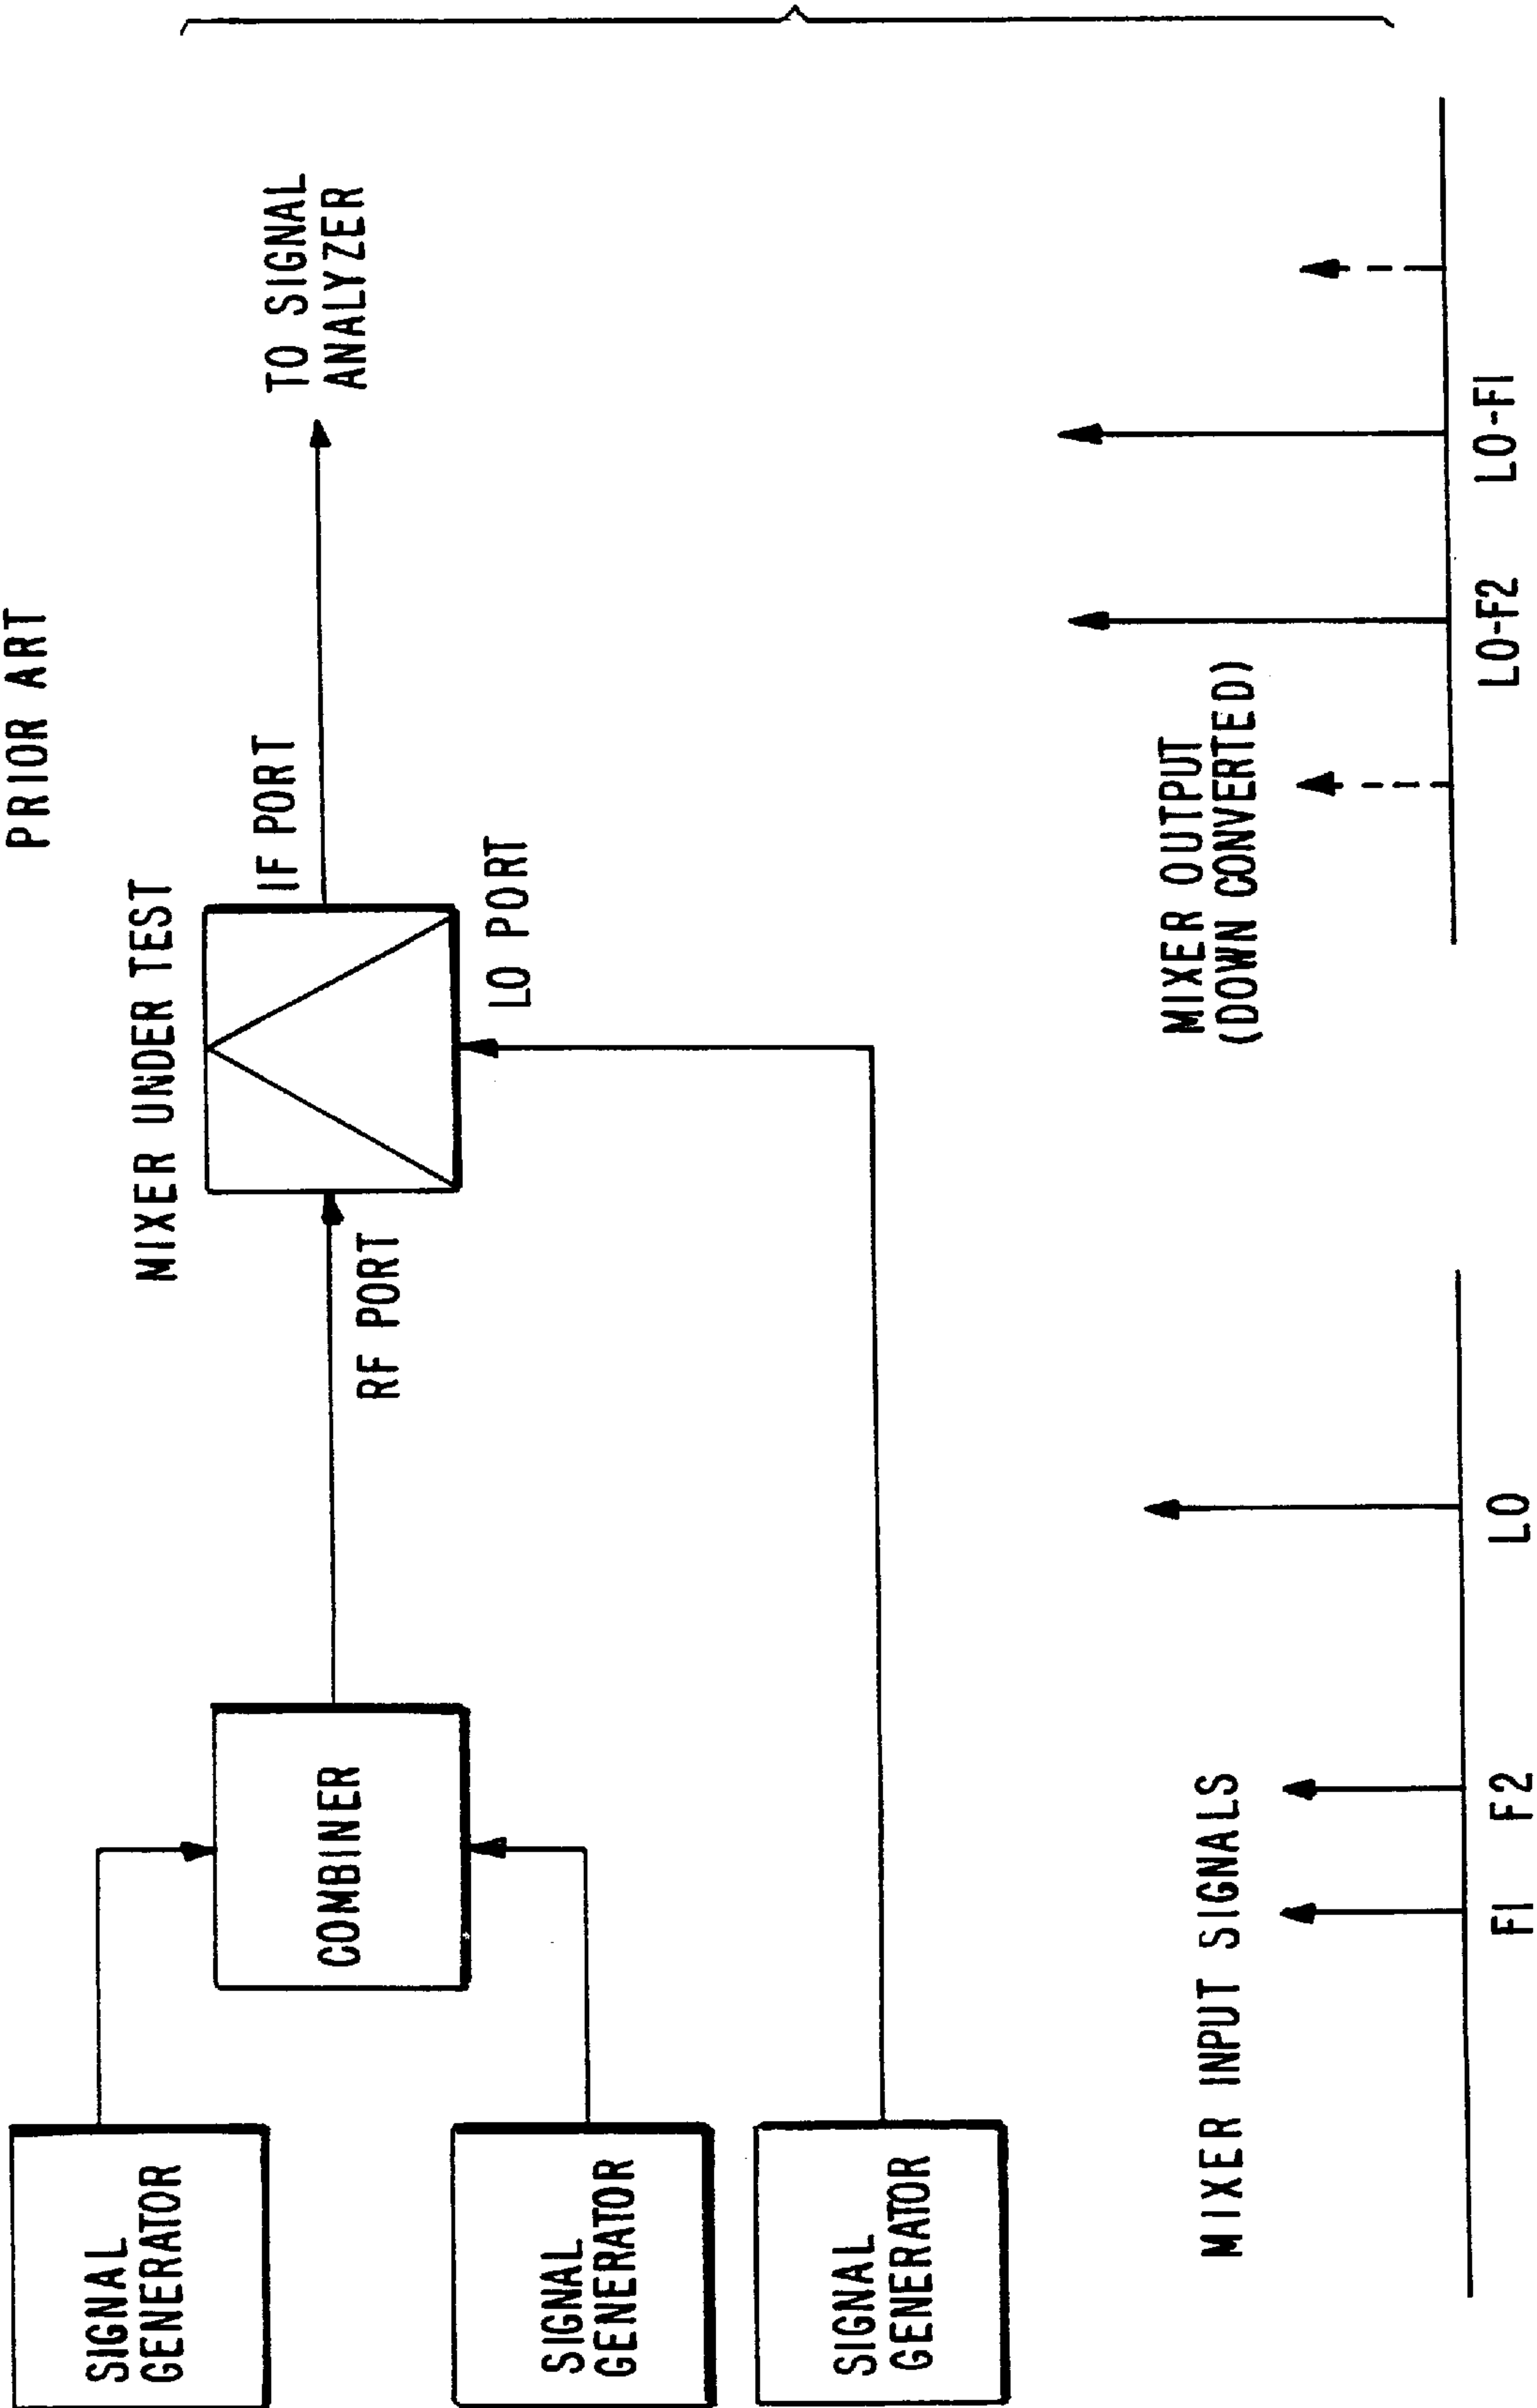 PRIOR ART
SIGNAL
GENERATOR
SIGNAL
GENERATOR
SIGNAL
GENERATOR
COMBINER
RF PORT
MIXER UNDER TEST
IF PORT
LO PORT
TO SIGNAL
ANALYZER
MIXER INPUT SIGNALS
F1
F2
LO
MIXER OUTPUT
(DOWN CONVERTED)
LO-F2
LO-F1